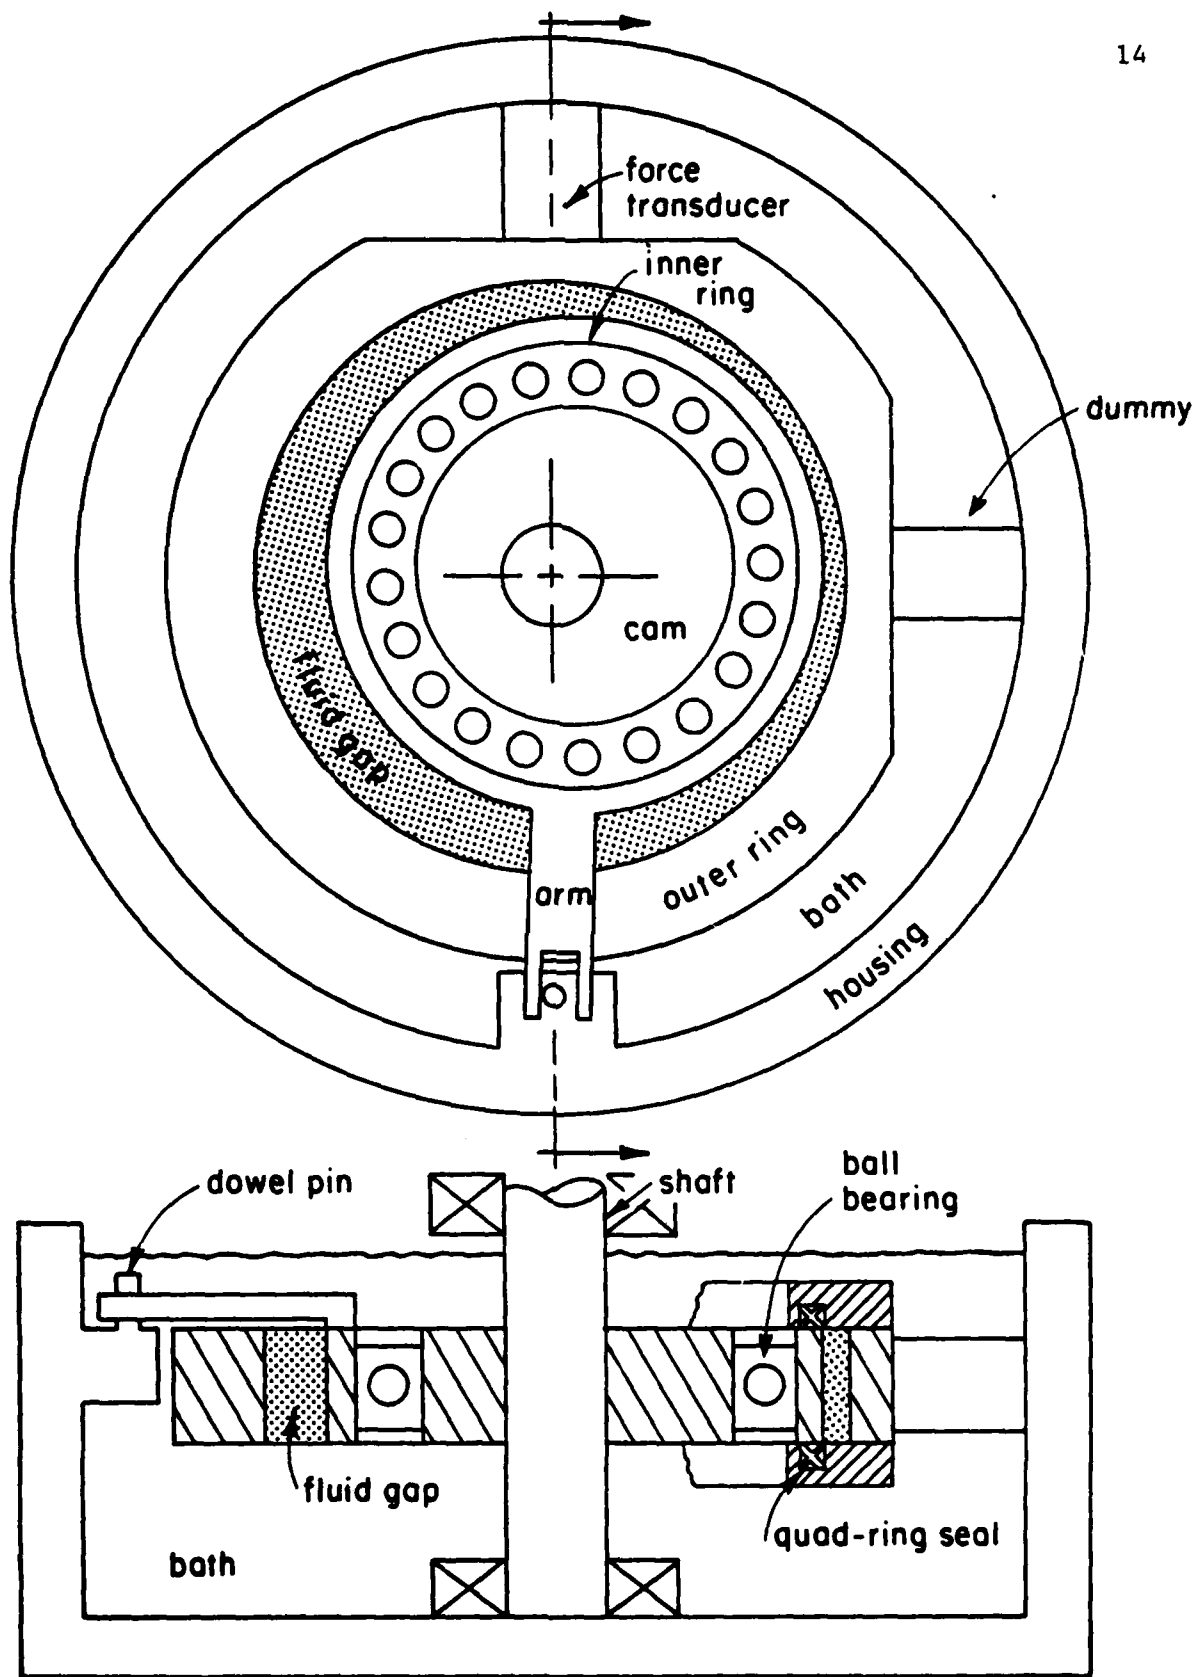 14
force
transducer
inner
ring
dummy
cam
fluid gap
arm
outer ring
bath
housing
dowel pin
shaft
ball
bearing
fluid gap
quad-ring seal
bath